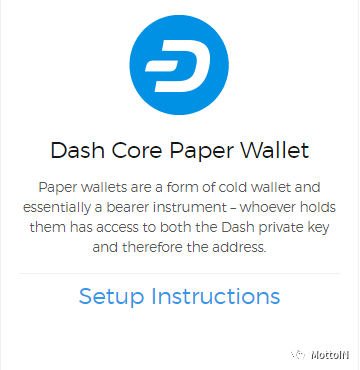 Dash Core Paper Wallet
Paper wallets are a form of cold wallet and
essentially a bearer instrument – whoever holds
them has access to both the Dash private key
and therefore the address.
Setup Instructions
MottoIN